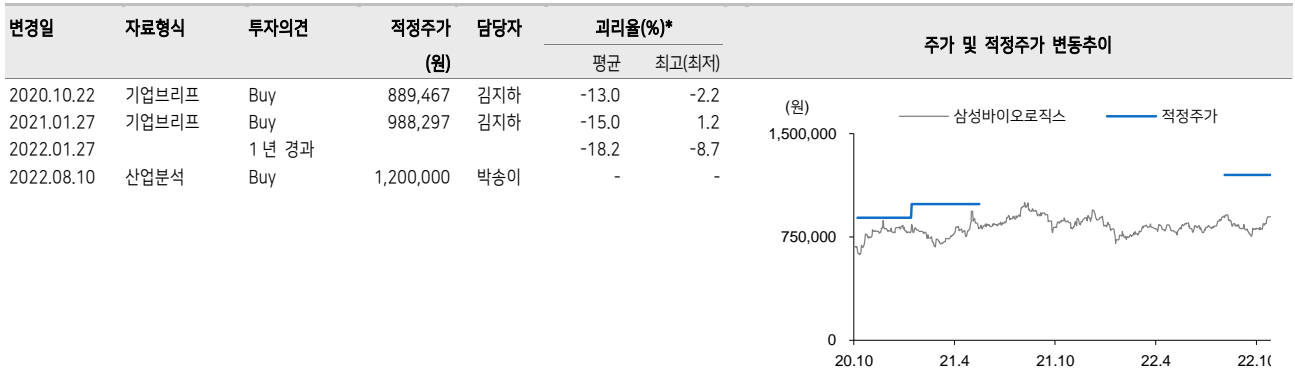 변경일 자료형식 투자의견 적정주가 담당자 괴리율(%)*
(원) 평균 최고(최저)
2020.10.22 기업브리프 Buy 889,467 김지하 -13.0 -2.2
2021.01.27 기업브리프 Buy 988,297 김지하 -15.0 1.2
2022.01.27 1년 경과 -18.2 -8.7
2022.08.10 산업분석 Buy 1,200,000 박송이 - -
주가 및 적정주가 변동추이
(원)
삼성바이오로직스 적정주가
1,500,000
750,000
0
20.10 21.4 21.10 22.4 22.10